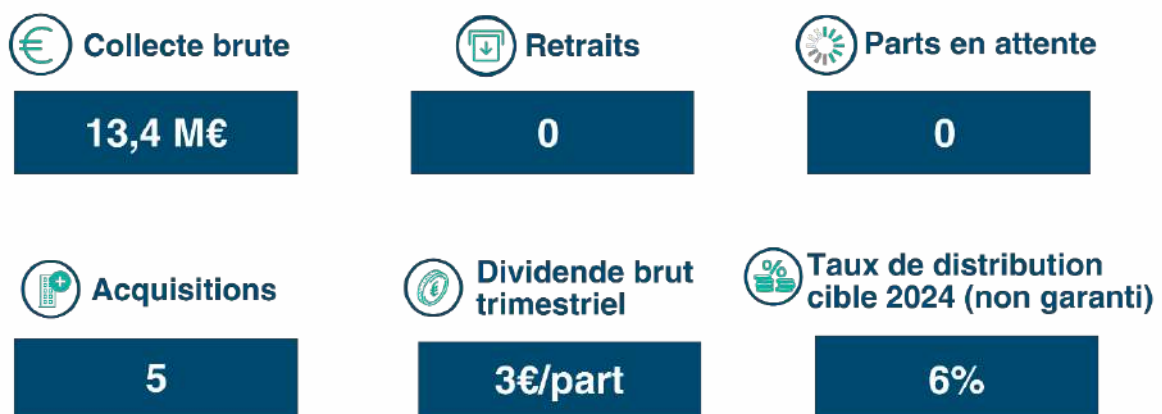 Collecte brute
13,4 M€
Retraits
0
Parts en attente
0
Acquisitions
5
Dividende brut
trimestriel
3€/part
Taux de distribution
cible 2024 (non garanti)
6%